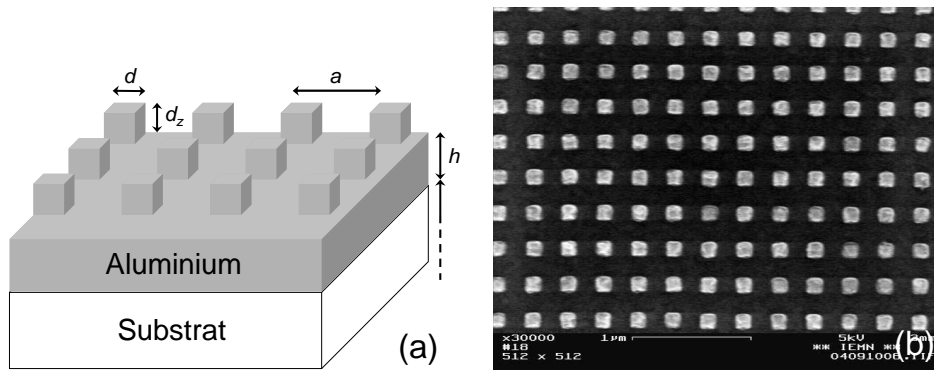 d
a
d_z
h
Aluminium
Substrat
(a)
x30000
1µm
5kV
#18
** IEMN **
512 x 512
(b)